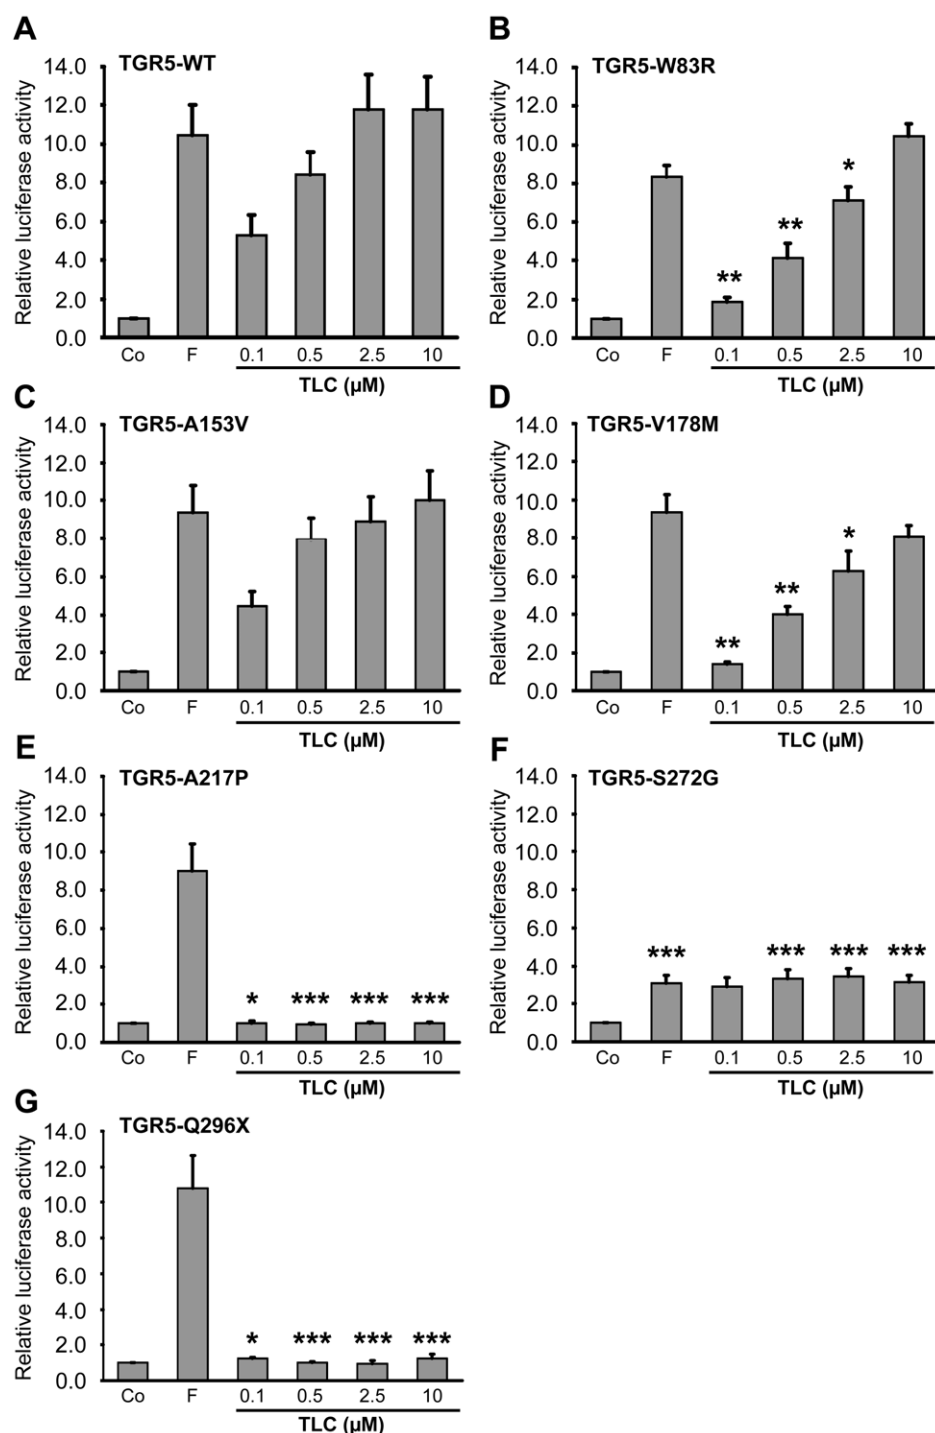 A
TGR5-WT
Relative luciferase activity
14.0
12.0
10.0
8.0
6.0
4.0
2.0
0.0
Co F 0.1 0.5 2.5 10
TLC (µM)
B
TGR5-W83R
Relative luciferase activity
14.0
12.0
10.0
8.0
6.0
4.0
2.0
0.0
** ** *
Co F 0.1 0.5 2.5 10
TLC (µM)
C
TGR5-A153V
Relative luciferase activity
14.0
12.0
10.0
8.0
6.0
4.0
2.0
0.0
Co F 0.1 0.5 2.5 10
TLC (µM)
D
TGR5-V178M
Relative luciferase activity
14.0
12.0
10.0
8.0
6.0
4.0
2.0
0.0
** ** *
Co F 0.1 0.5 2.5 10
TLC (µM)
E
TGR5-A217P
Relative luciferase activity
14.0
12.0
10.0
8.0
6.0
4.0
2.0
0.0
* *** *** ***
Co F 0.1 0.5 2.5 10
TLC (µM)
F
TGR5-S272G
Relative luciferase activity
14.0
12.0
10.0
8.0
6.0
4.0
2.0
0.0
*** *** *** ***
Co F 0.1 0.5 2.5 10
TLC (µM)
G
TGR5-Q296X
Relative luciferase activity
14.0
12.0
10.0
8.0
6.0
4.0
2.0
0.0
* *** *** ***
Co F 0.1 0.5 2.5 10
TLC (µM)